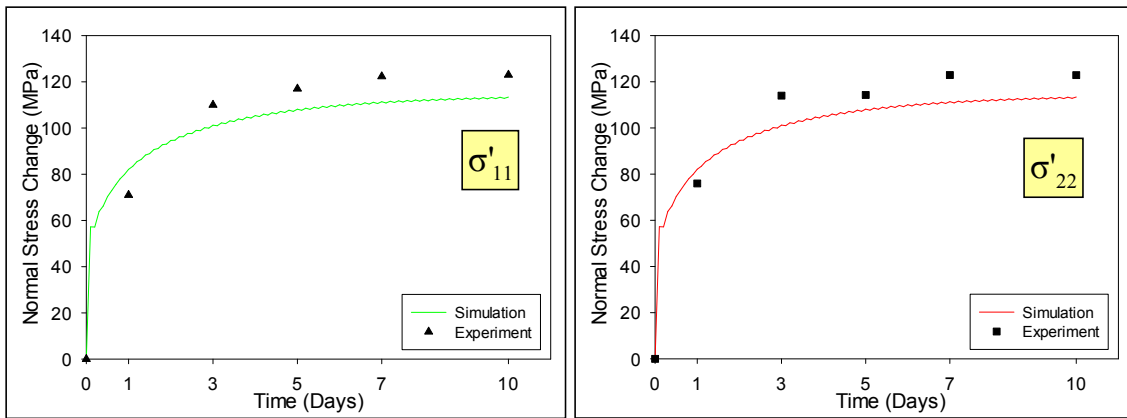 Normal Stress Change (MPa)
140
120
100
80
60
40
20
0
σ'11
Simulation
Experiment
0 1 3 5 7 10
Time (Days)
Normal Stress Change (MPa)
140
120
100
80
60
40
20
0
σ'22
Simulation
Experiment
0 1 3 5 7 10
Time (Days)